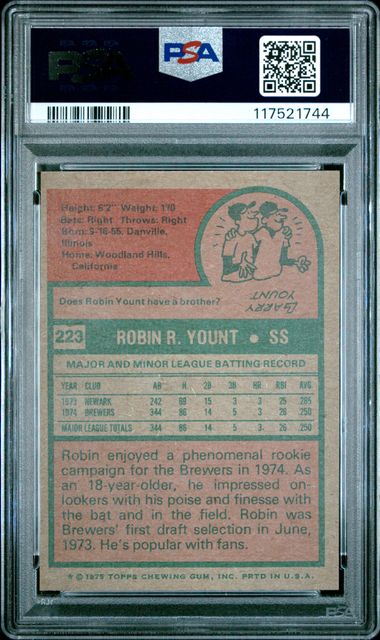 PSA
PSA
117521744
Height: 6'2" Weight: 170
Bats: Right Throws: Right
Born: 9-16-55, Danville,
Illinois
Home: Woodland Hills,
California
LARRY
YOUNT
Does Robin Yount have a brother?
223 ROBIN R. YOUNT • SS
MAJOR AND MINOR LEAGUE BATTING RECORD
YEAR CLUB AB H 2B 3B HR RBI AVG
1973 NEWARK 242 69 15 3 3 25 285
1974 BREWERS 344 86 14 5 3 26 250
MAJOR LEAGUE TOTALS 344 86 14 5 3 26 250
Robin enjoyed a phenomenal rookie
campaign for the Brewers in 1974. As
an 18-year-older, he impressed on-
lookers with his poise and finesse with
the bat and in the field. Robin was
Brewers' first draft selection in June,
1973. He's popular with fans.
* © 1975 TOPPS CHEWING GUM, INC. PRTD IN U.S.A.
PSA